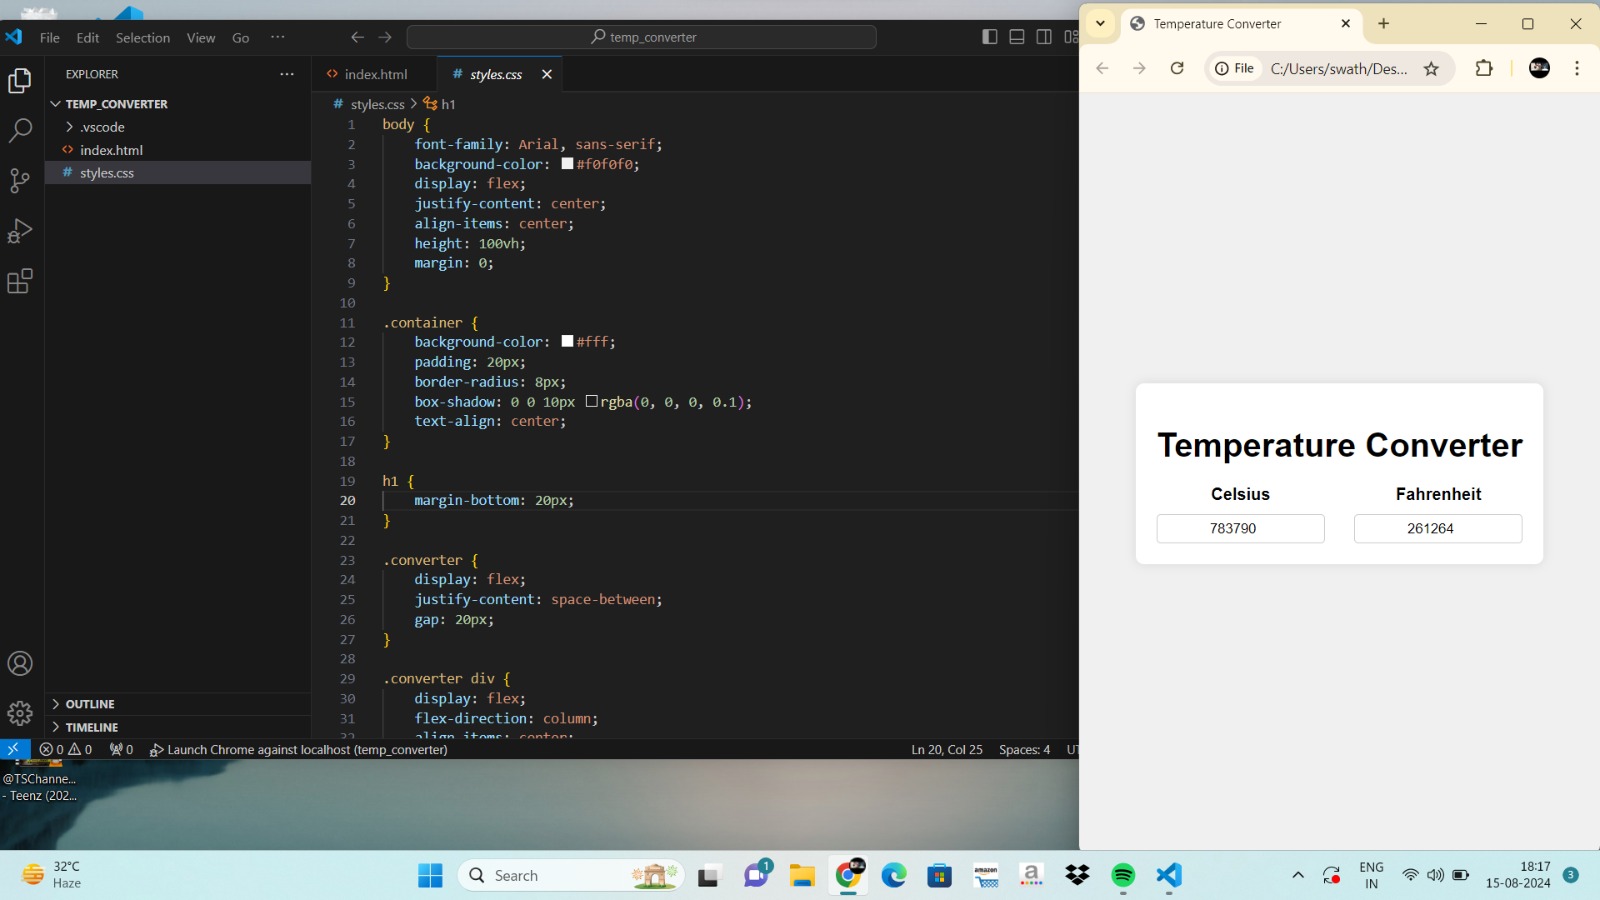 File Edit Selection View Go ··· temp_converter
EXPLORER ···
TEMP_CONVERTER
.vscode
<> index.html
# styles.css
OUTLINE
TIMELINE
<> index.html # styles.css
# styles.css > h1
1 body {
2 font-family: Arial, sans-serif;
3 background-color: #f0f0f0;
4 display: flex;
5 justify-content: center;
6 align-items: center;
7 height: 100vh;
8 margin: 0;
9 }
10
11 .container {
12 background-color: #fff;
13 padding: 20px;
14 border-radius: 8px;
15 box-shadow: 0 0 10px rgba(0, 0, 0, 0.1);
16 text-align: center;
17 }
18
19 h1 {
20 margin-bottom: 20px;
21 }
22
23 .converter {
24 display: flex;
25 justify-content: space-between;
26 gap: 20px;
27 }
28
29 .converter div {
30 display: flex;
31 flex-direction: column;
32 align-items: center;
0 0 0 Launch Chrome against localhost (temp_converter) Ln 20, Col 25 Spaces: 4 UT
Temperature Converter
File C:/Users/swath/Des...
Temperature Converter
Celsius Fahrenheit
783790 261264
@TSChanne...
- Teenz (202...
32°C
Haze
Search
1
amazon
a
ENG
IN
18:17
15-08-2024
3